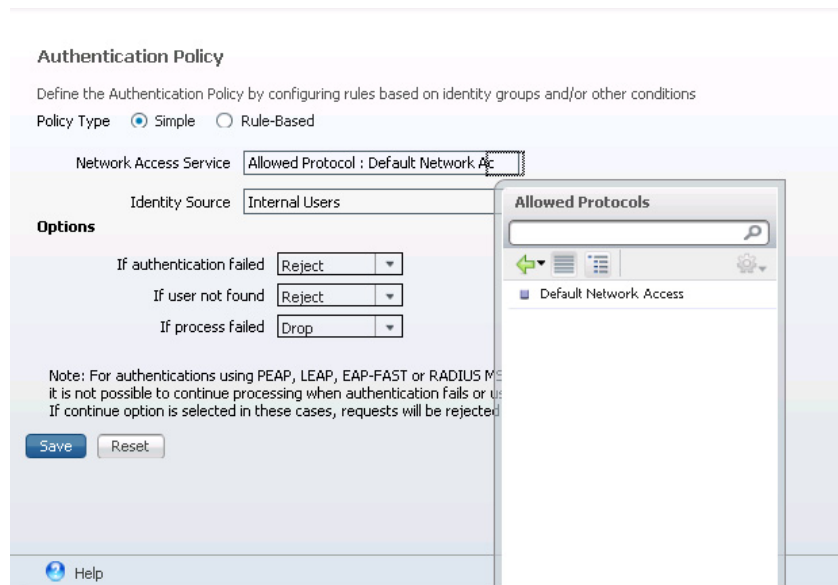 Authentication Policy
Define the Authentication Policy by configuring rules based on identity groups and/or other conditions
Policy Type Simple Rule-Based
Network Access Service Allowed Protocol : Default Network Ac
Identity Source Internal Users
Options
If authentication failed Reject
If user not found Reject
If process failed Drop
Note: For authentications using PEAP, LEAP, EAP-FAST or RADIUS MS
it is not possible to continue processing when authentication fails or us
If continue option is selected in these cases, requests will be rejected
Save Reset
Help
Allowed Protocols
Default Network Access